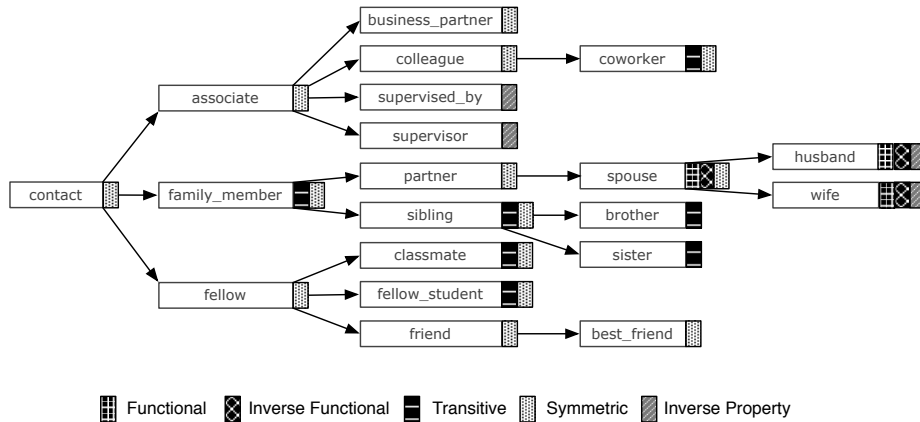 business_partner
colleague
coworker
associate
supervised_by
supervisor
husband
partner
spouse
contact
family_member
wife
sibling
brother
classmate
sister
fellow
fellow_student
friend
best_friend
Functional Inverse Functional Transitive Symmetric Inverse Property